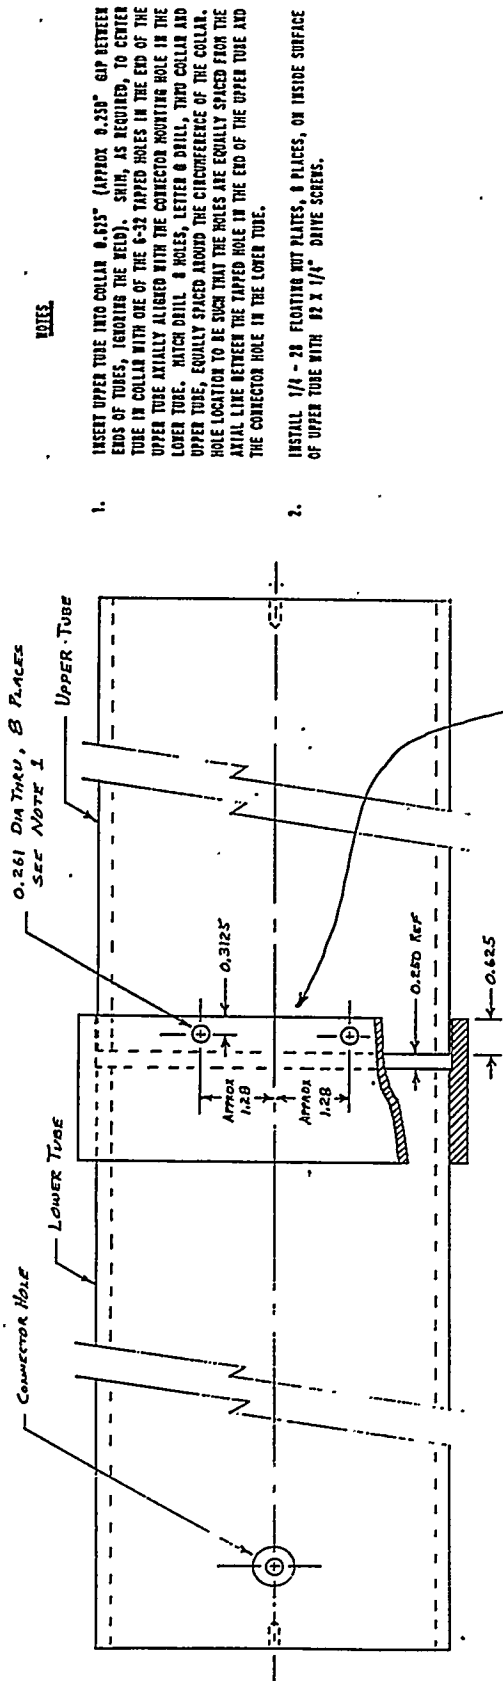 NOTES
1. INSERT UPPER TUBE INTO COLLAR 0.625" (APPROX 0.250" GAP BETWEEN
ENDS OF TUBES, IGNORING THE WELD). SHIM, AS REQUIRED, TO CENTER
TUBE IN COLLAR WITH ONE OF THE 6-32 TAPPED HOLES IN THE END OF THE
UPPER TUBE AXIALLY ALIGNED WITH THE CONNECTOR MOUNTING HOLE IN THE
LOWER TUBE. MATCH DRILL 8 HOLES, LETTER G DRILL, THRU COLLAR AND
UPPER TUBE, EQUALLY SPACED AROUND THE CIRCUMFERENCE OF THE COLLAR.
HOLE LOCATION TO BE SUCH THAT THE HOLES ARE EQUALLY SPACED FROM THE
AXIAL LINE BETWEEN THE TAPPED HOLE IN THE END OF THE UPPER TUBE AND
THE CONNECTOR HOLE IN THE LOWER TUBE.
2. INSTALL 1/4 - 28 FLOATING NUT PLATES, 8 PLACES, ON INSIDE SURFACE
OF UPPER TUBE WITH #2 X 1/4" DRIVE SCREWS.
0.261 DIA THRU, 8 PLACES
SEE NOTE 1
UPPER TUBE
LOWER TUBE
CONNECTOR HOLE
0.3125
APPROX
1.28
APPROX
1.28
0.250 REF
0.625